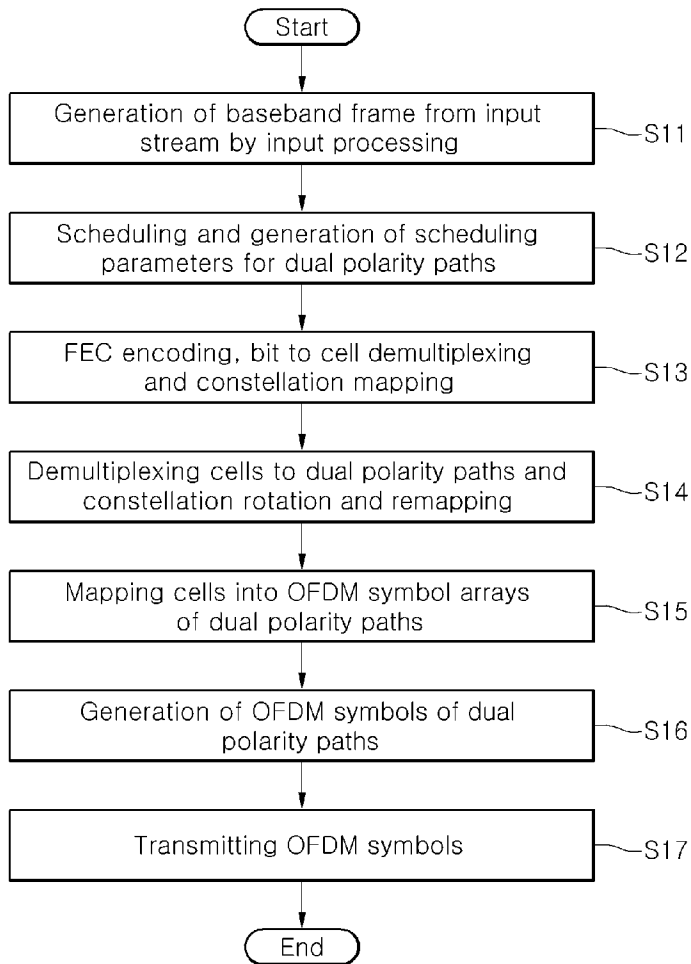 Start
Generation of baseband frame from input
stream by input processing
S11
Scheduling and generation of scheduling
parameters for dual polarity paths
S12
FEC encoding, bit to cell demultiplexing
and constellation mapping
S13
Demultiplexing cells to dual polarity paths and
constellation rotation and remapping
S14
Mapping cells into OFDM symbol arrays
of dual polarity paths
S15
Generation of OFDM symbols of dual
polarity paths
S16
Transmitting OFDM symbols
S17
End